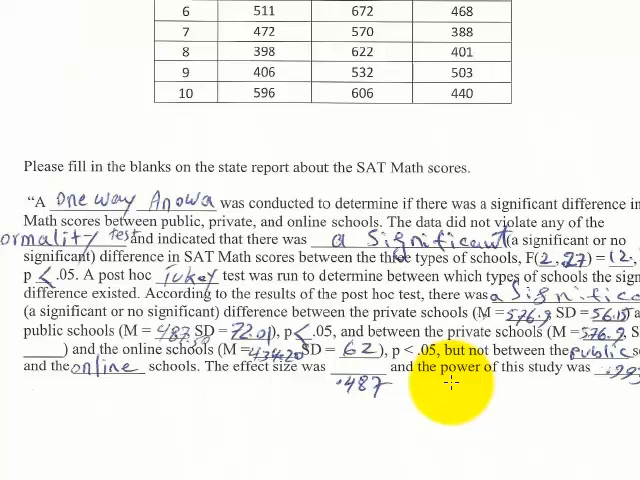 6 511 672 468
7 472 570 388
8 398 622 401
9 406 532 503
10 596 606 440
Please fill in the blanks on the state report about the SAT Math scores.
“A One way Anova was conducted to determine if there was a significant difference in
Math scores between public, private, and online schools. The data did not violate any of the
ormality test and indicated that there was a significant (a significant or no
significant) difference in SAT Math scores between the three types of schools, F(2, 27) = 12,
p < .05. A post hoc Tukey test was run to determine between which types of schools the sign
difference existed. According to the results of the post hoc test, there was a Signific
(a significant or no significant) difference between the private schools (M = 576.9 SD = 56.15) a
public schools (M = 487.50 SD = 72.01), p < .05, and between the private schools (M = 576.9, SD
____) and the online schools (M = 434.20 SD = 62), p < .05, but not between the public s
and the online schools. The effect size was ______ and the power of this study was .993
.487